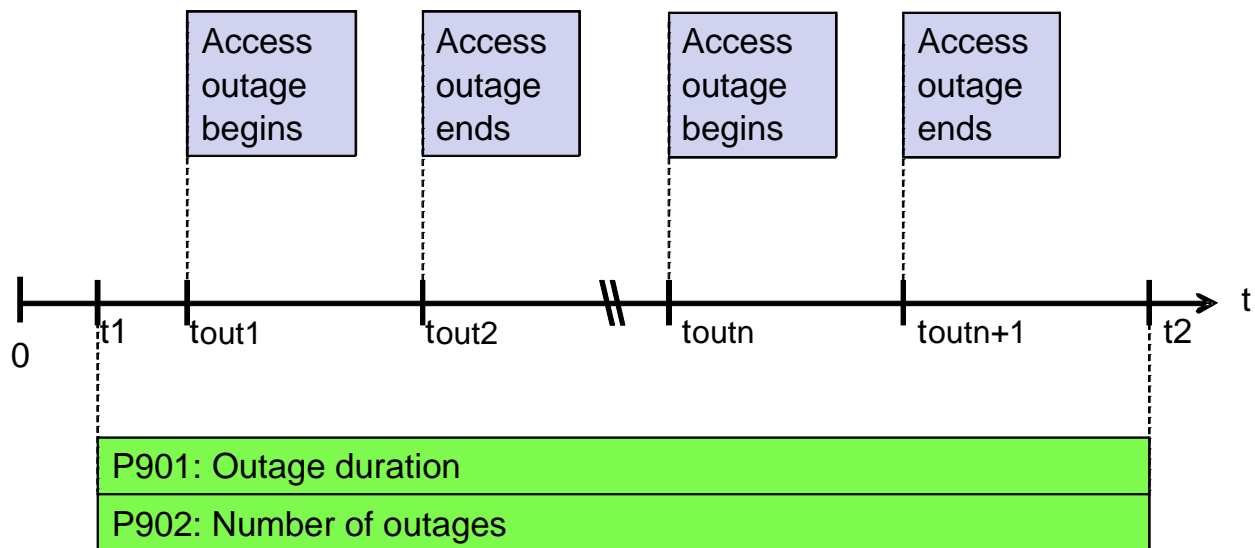 Access
outage
begins
Access
outage
ends
Access
outage
begins
Access
outage
ends
t
0
t1
tout1
tout2
toutn
toutn+1
t2
P901: Outage duration
P902: Number of outages